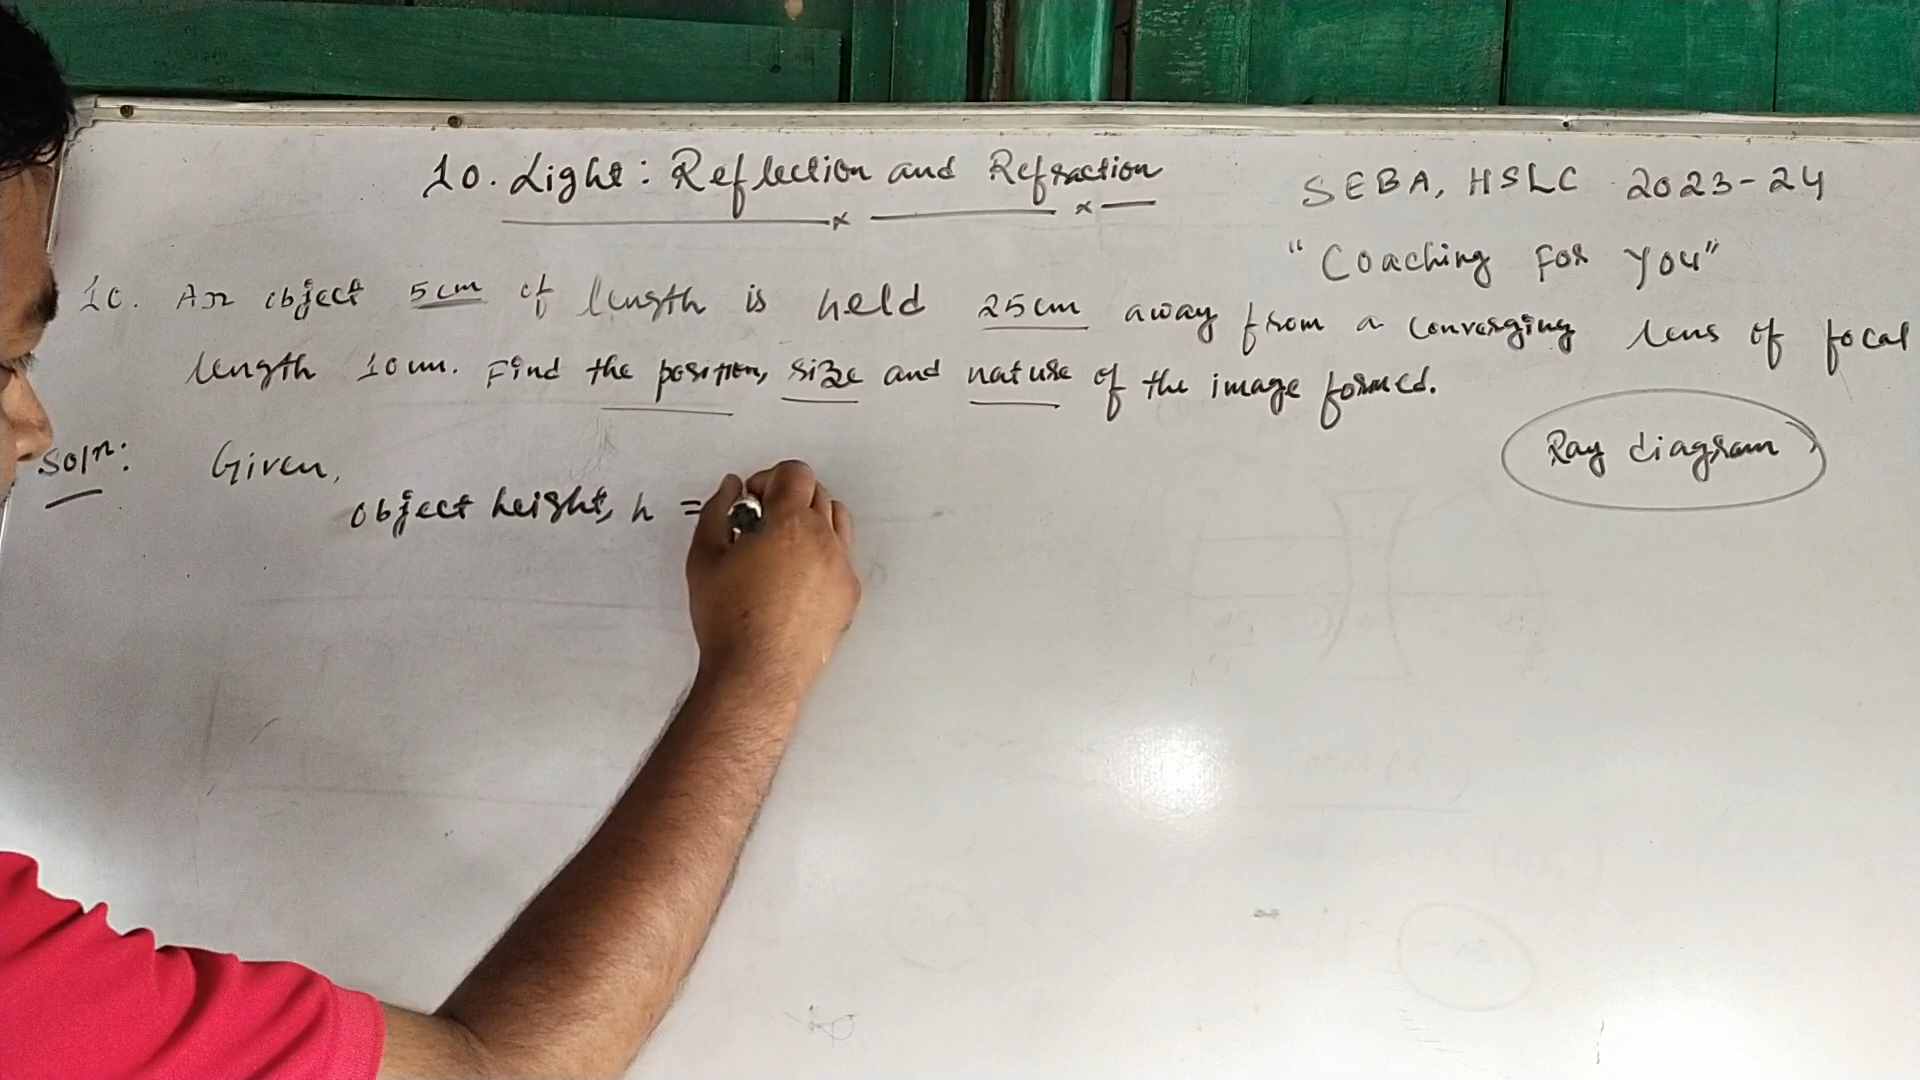 10. Light: Reflection and Refraction
SEBA, HSLC 2023-24
"Coaching For You"
10. An object 5cm of length is held 25cm away from a converging lens of focal
length 10cm. Find the position, size and nature of the image formed.
Ray diagram
Solⁿ: Given,
object height, h =